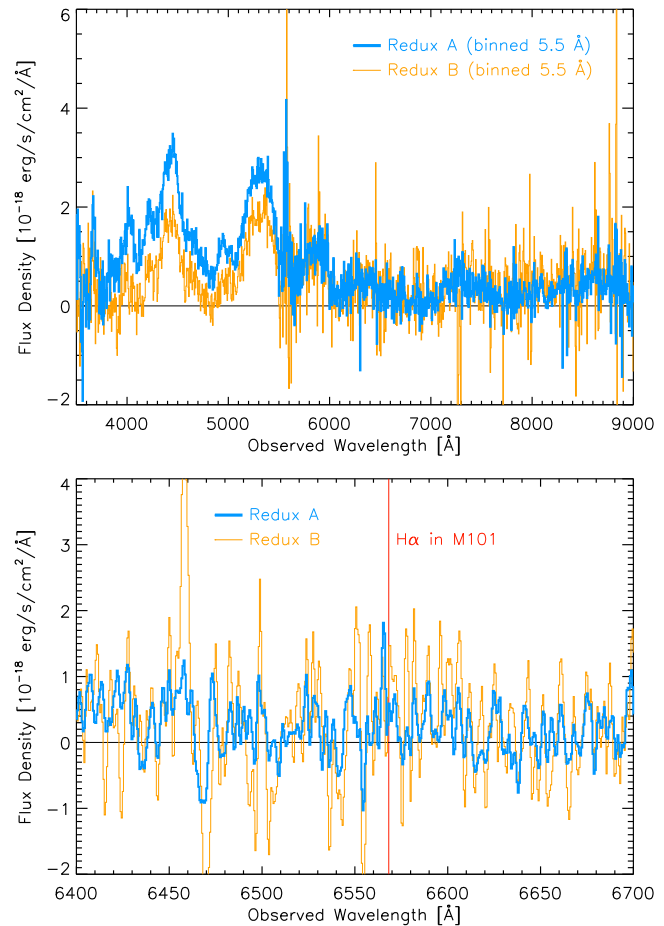 Redux A (binned 5.5 Å)
Redux B (binned 5.5 Å)
Flux Density [10⁻¹⁸ erg/s/cm²/Å]
6
4
2
0
−2
4000 5000 6000 7000 8000 9000
Observed Wavelength [Å]
Redux A
Redux B
Hα in M101
Flux Density [10⁻¹⁸ erg/s/cm²/Å]
4
3
2
1
0
-1
-2
6400 6450 6500 6550 6600 6650 6700
Observed Wavelength [Å]